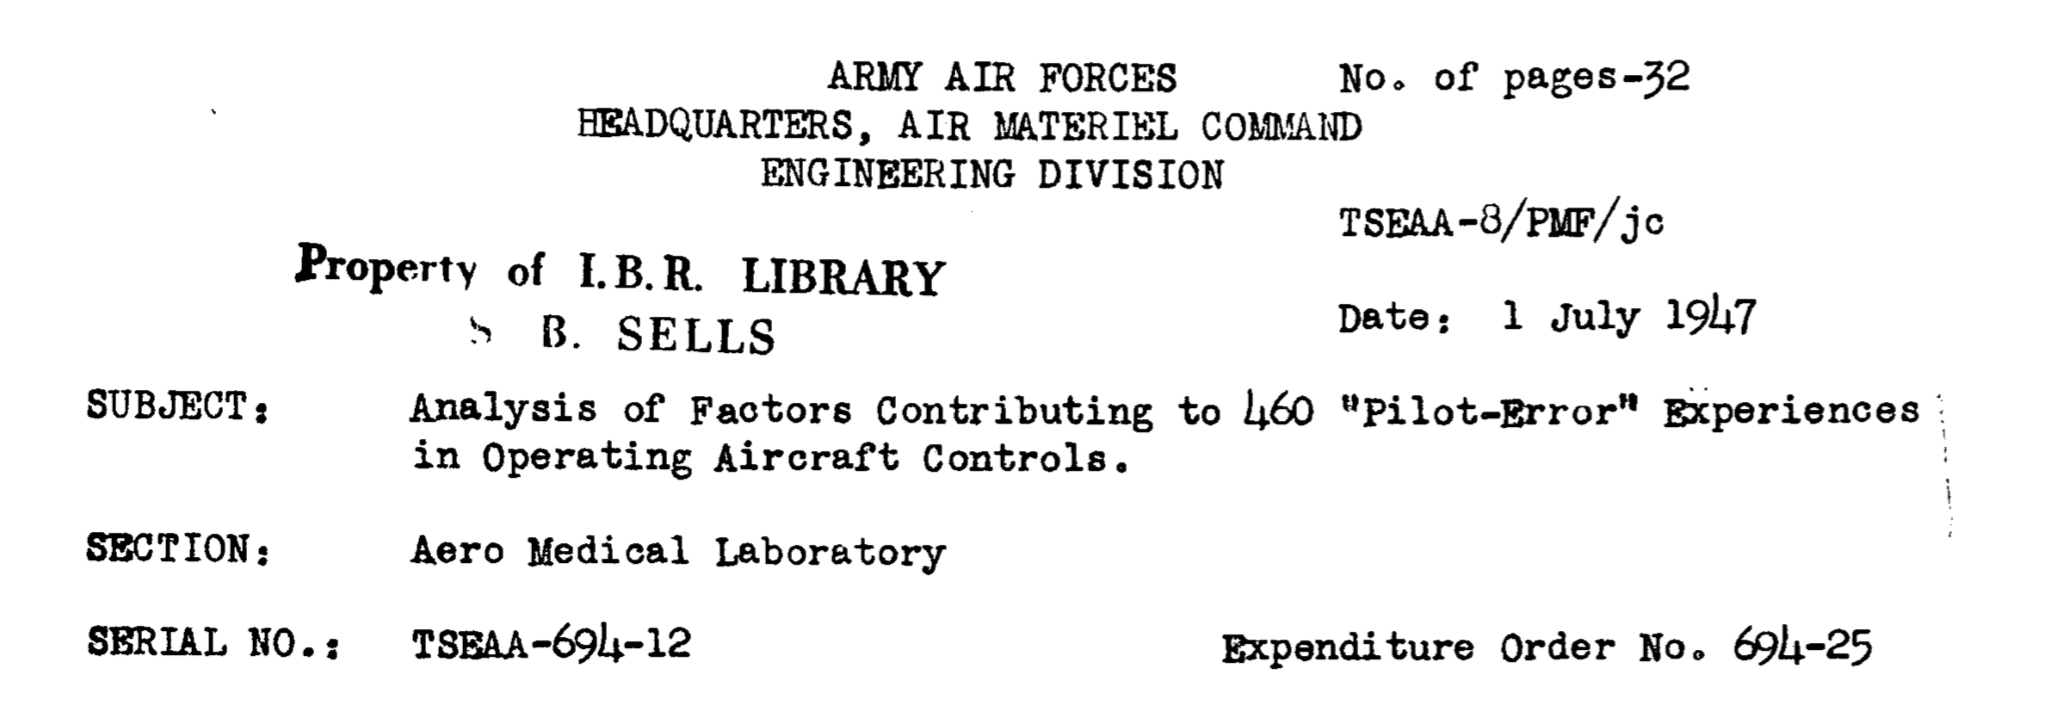 ARMY AIR FORCES No. of pages-32
HEADQUARTERS, AIR MATERIEL COMMAND
ENGINEERING DIVISION
TSEAA-8/PMF/jc
Property of I.B.R. LIBRARY
Date: 1 July 1947
B. SELLS
SUBJECT: Analysis of Factors Contributing to 460 "Pilot-Error" Experiences
in Operating Aircraft Controls.
SECTION: Aero Medical Laboratory
SERIAL NO.: TSEAA-694-12 Expenditure Order No. 694-25